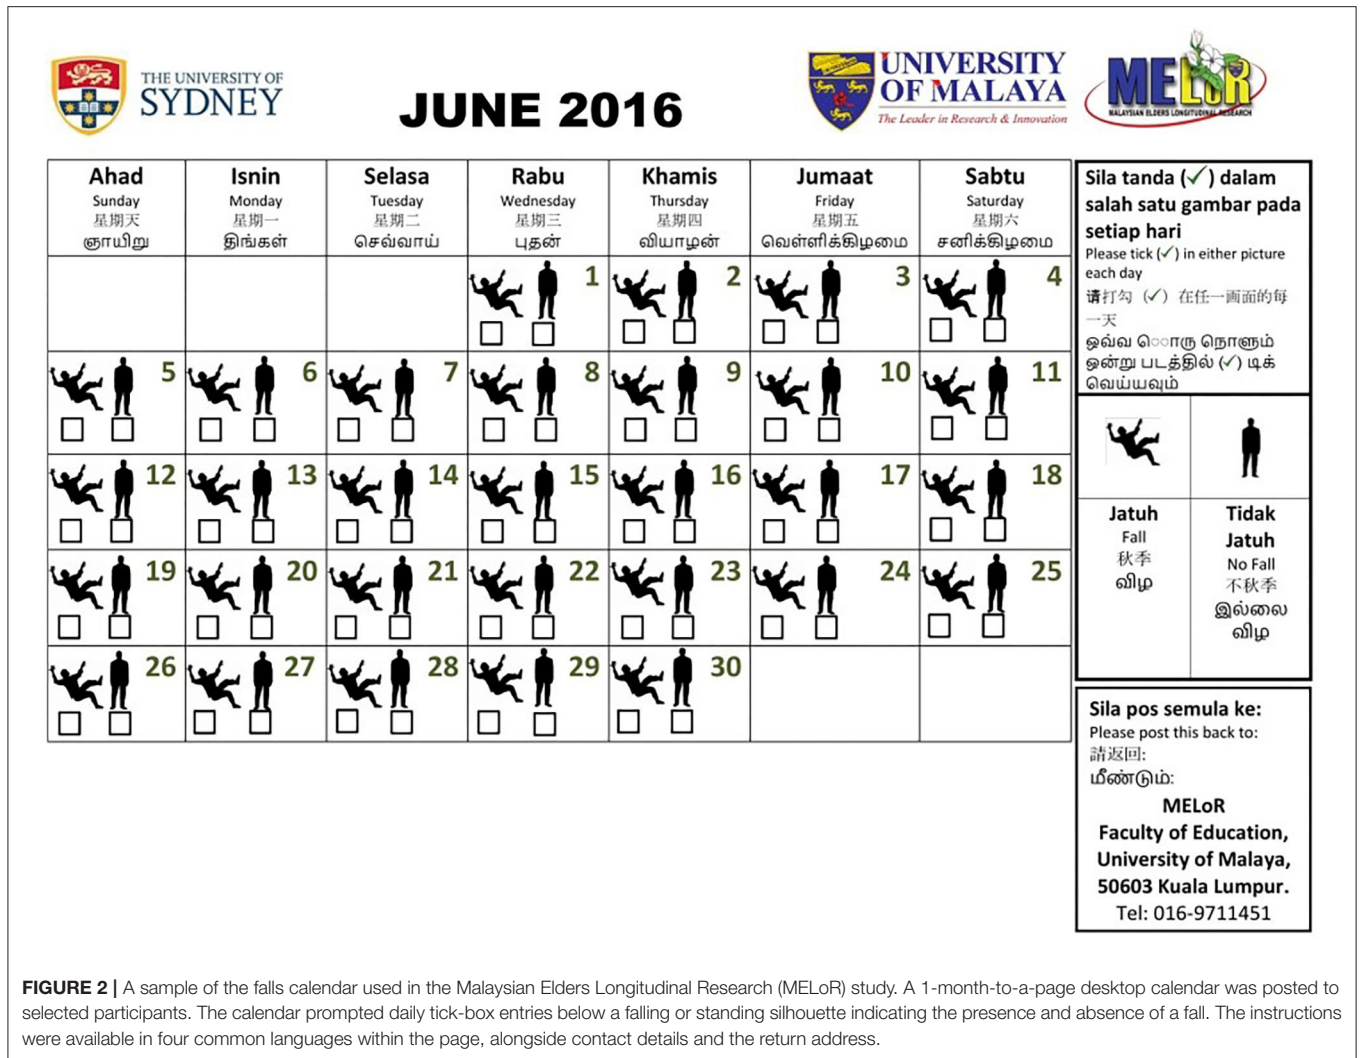 THE UNIVERSITY OF
SYDNEY
JUNE 2016
UNIVERSITY
OF MALAYA
The Leader in Research & Innovation
MELoR
MALAYSIAN ELDERS LONGITUDINAL RESEARCH
Ahad Isnin Selasa Rabu Khamis Jumaat Sabtu
Sunday Monday Tuesday Wednesday Thursday Friday Saturday
星期天 星期一 星期二 星期三 星期四 星期五 星期六
ஞாயிறு திங்கள் செவ்வாய் புதன் வியாழன் வெள்ளிக்கிழமை சனிக்கிழமை
1 2 3 4
5 6 7 8 9 10 11
12 13 14 15 16 17 18
19 20 21 22 23 24 25
26 27 28 29 30
Sila tanda (✓) dalam
salah satu gambar pada
setiap hari
Please tick (✓) in either picture
each day
请打勾（✓）在任一画面的每
一天
ஒவ்வ ொொரு நொளும்
ஒன்று படத்தில் (✓) டிக்
வெய்யவும்
Jatuh
Fall
秋季
விழ
Tidak
Jatuh
No Fall
不秋季
இல்லை
விழ
Sila pos semula ke:
Please post this back to:
請返回:
மீண்டும்:
MELoR
Faculty of Education,
University of Malaya,
50603 Kuala Lumpur.
Tel: 016-9711451
FIGURE 2 | A sample of the falls calendar used in the Malaysian Elders Longitudinal Research (MELoR) study. A 1-month-to-a-page desktop calendar was posted to
selected participants. The calendar prompted daily tick-box entries below a falling or standing silhouette indicating the presence and absence of a fall. The instructions
were available in four common languages within the page, alongside contact details and the return address.